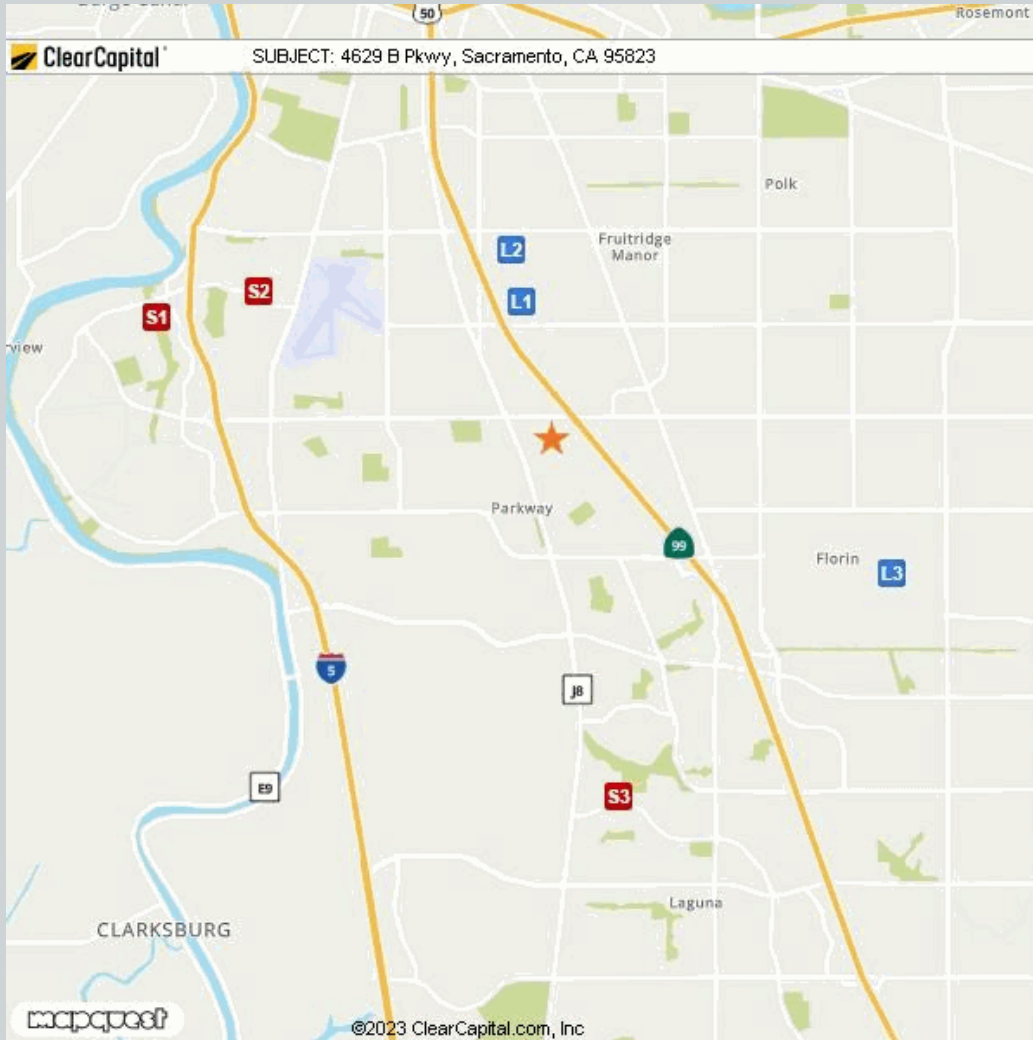 50
Rosemont
ClearCapital
SUBJECT: 4629 B Pkwy, Sacramento, CA 95823
Polk
L2
Fruitridge
Manor
S2
L1
S1
view
Parkway
99
Florin
L3
5
J8
E9
S3
Laguna
CLARKSBURG
mapquest
©2023 ClearCapital.com, Inc